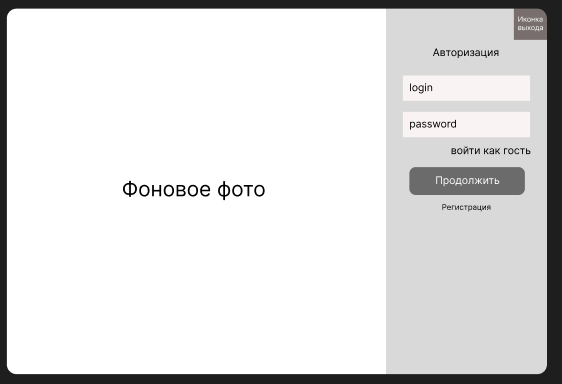 Иконка
выхода
Авторизация
login
password
войти как гость
Фоновое фото
Продолжить
Регистрация